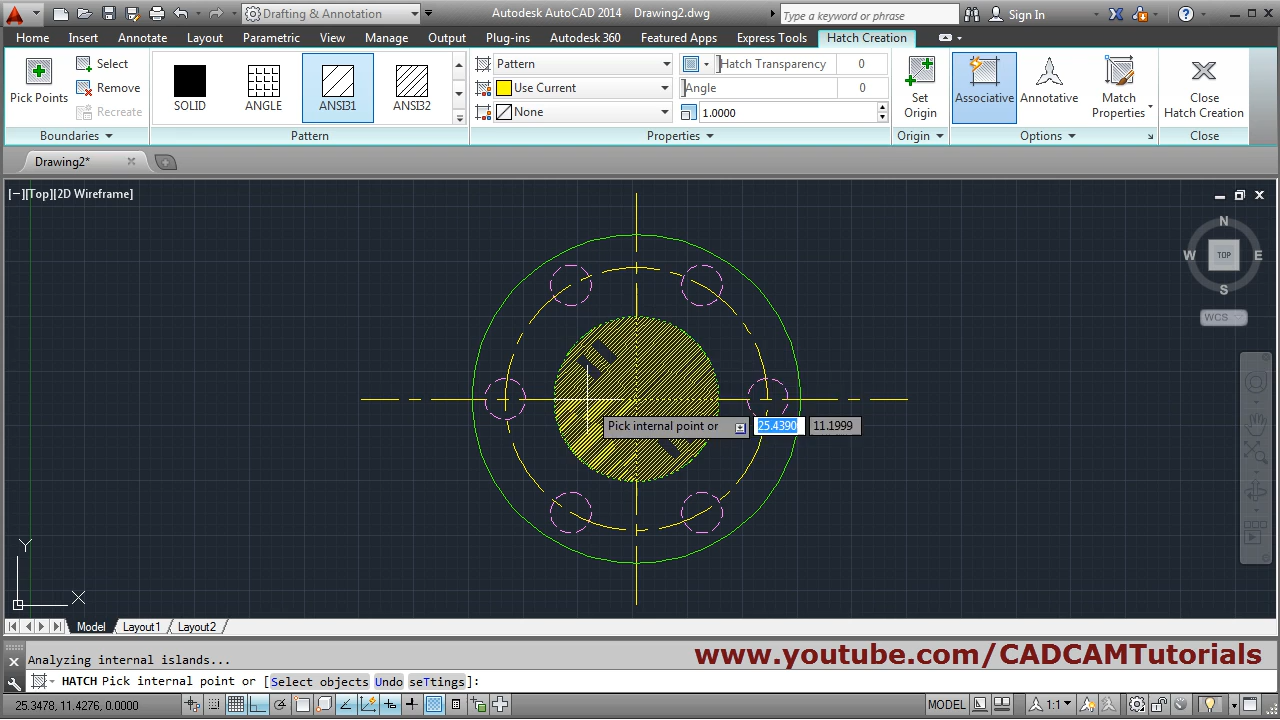 Drafting & Annotation
Autodesk AutoCAD 2014 Drawing2.dwg
Type a keyword or phrase
Sign In
Home Insert Annotate Layout Parametric View Manage Output Plug-ins Autodesk 360 Featured Apps Express Tools Hatch Creation
Pick Points
Select
Remove
Recreate
SOLID
ANGLE
ANSI31
ANSI32
Pattern
Use Current
None
Hatch Transparency 0
Angle 0
1.0000
Set
Origin
Associative
Annotative
Match
Properties
Close
Hatch Creation
Boundaries Pattern Properties Origin Options Close
Drawing2*
[−][Top][2D Wireframe]
N
W TOP E
S
WCS
Pick internal point or 25.4390 11.1999
Y
X
Model Layout1 Layout2
Analyzing internal islands...
www.youtube.com/CADCAMTutorials
HATCH Pick internal point or [Select objects Undo seTtings]:
25.3478, 11.4276, 0.0000
MODEL
1:1